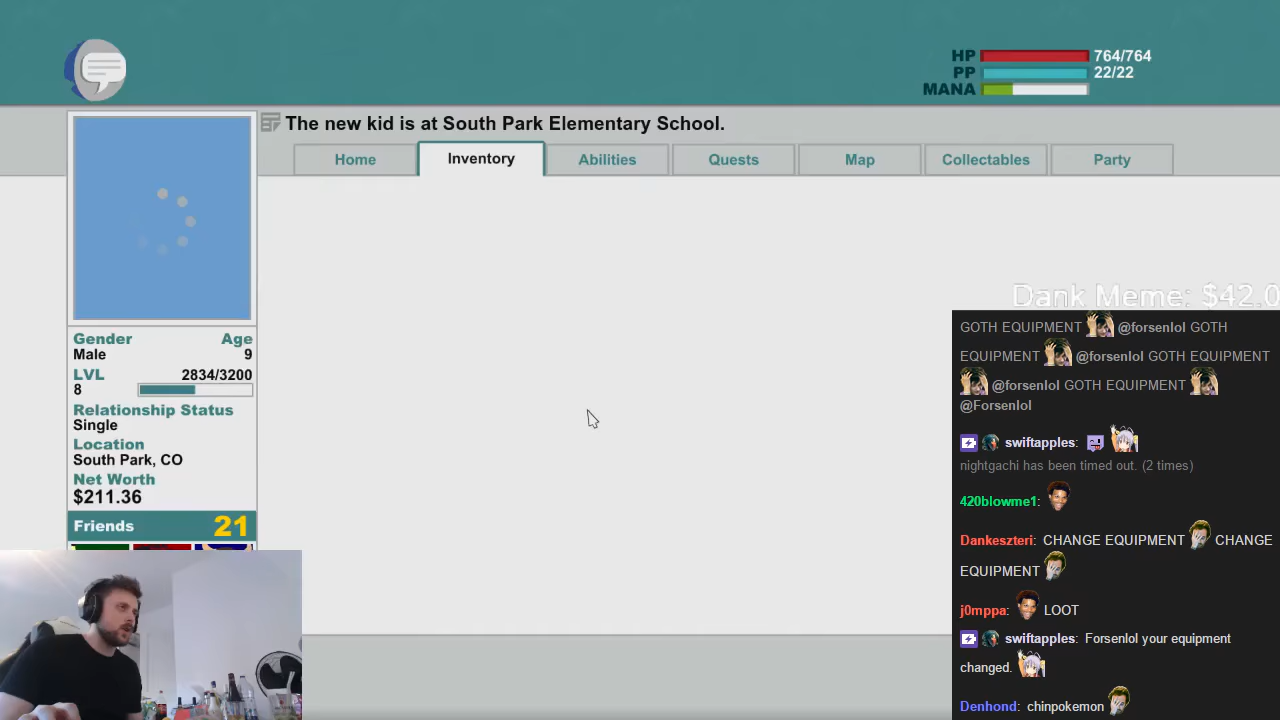 HP 764/764
PP 22/22
MANA
The new kid is at South Park Elementary School.
Home Inventory Abilities Quests Map Collectables Party
Gender Age
Male 9
LVL 2834/3200
8
Relationship Status
Single
Location
South Park, CO
Net Worth
$211.36
Friends 21
Dank Meme: $42.0
GOTH EQUIPMENT @forsenlol GOTH
EQUIPMENT @forsenlol GOTH EQUIPMENT
@forsenlol GOTH EQUIPMENT
@Forsenlol
swiftapples:
nightgachi has been timed out. (2 times)
420blowme1:
Dankeszteri: CHANGE EQUIPMENT CHANGE
EQUIPMENT
j0mppa: LOOT
swiftapples: Forsenlol your equipment
changed.
Denhond: chinpokemon